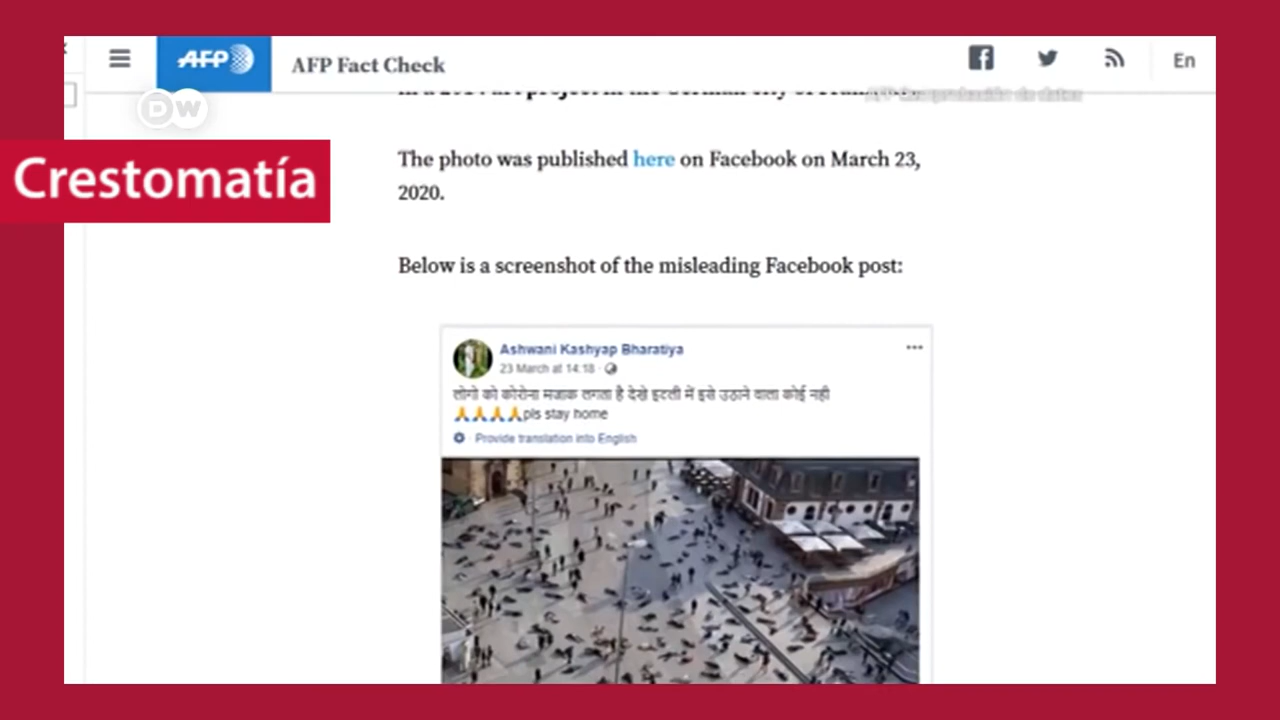 AFP
AFP Fact Check
En
DW
Crestomatía
The photo was published here on Facebook on March 23,
2020.
Below is a screenshot of the misleading Facebook post:
Ashwani Kashyap Bharatiya
23 March at 14:18
लोगो को कोरोना मजाक लगता है देखे इटली में इसे उठाने वाला कोई नही
🙏🙏🙏🙏pls stay home
Provide translation into English